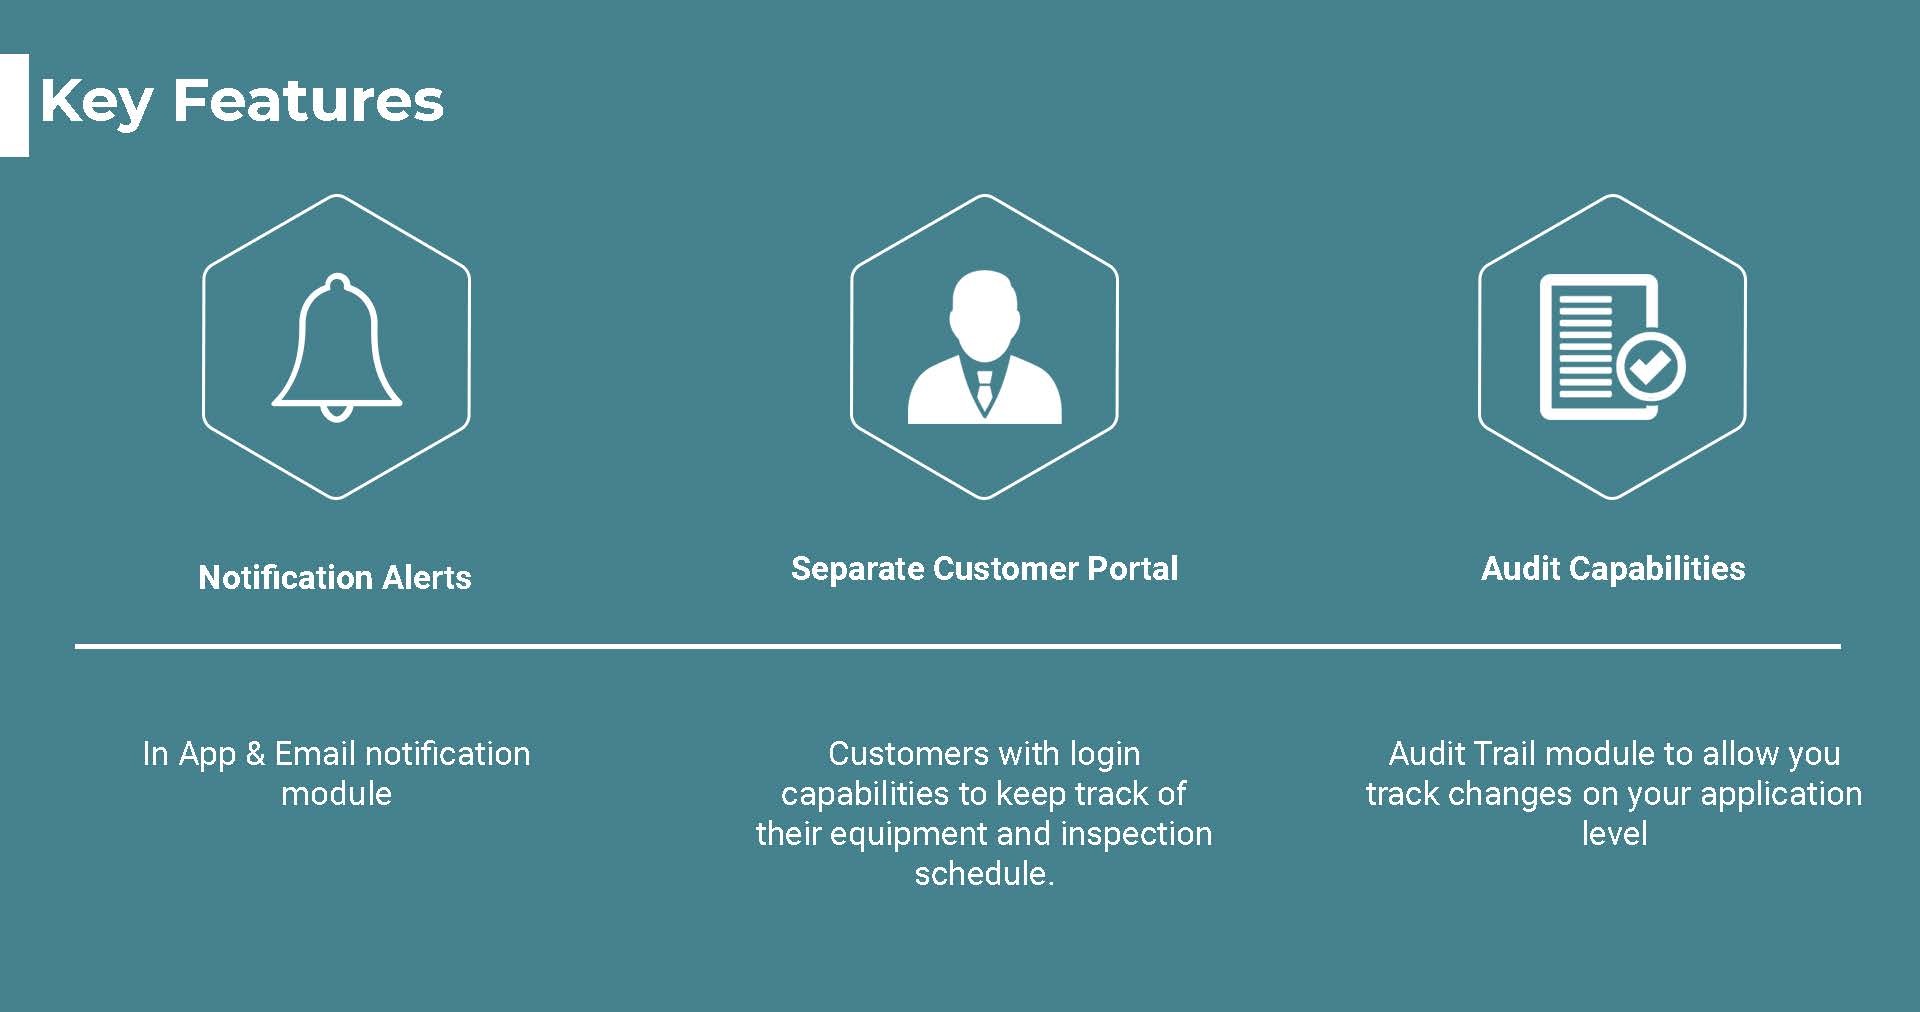 Key Features
Notification Alerts
Separate Customer Portal
Audit Capabilities
In App & Email notification
module
Customers with login
capabilities to keep track of
their equipment and inspection
schedule.
Audit Trail module to allow you
track changes on your application
level